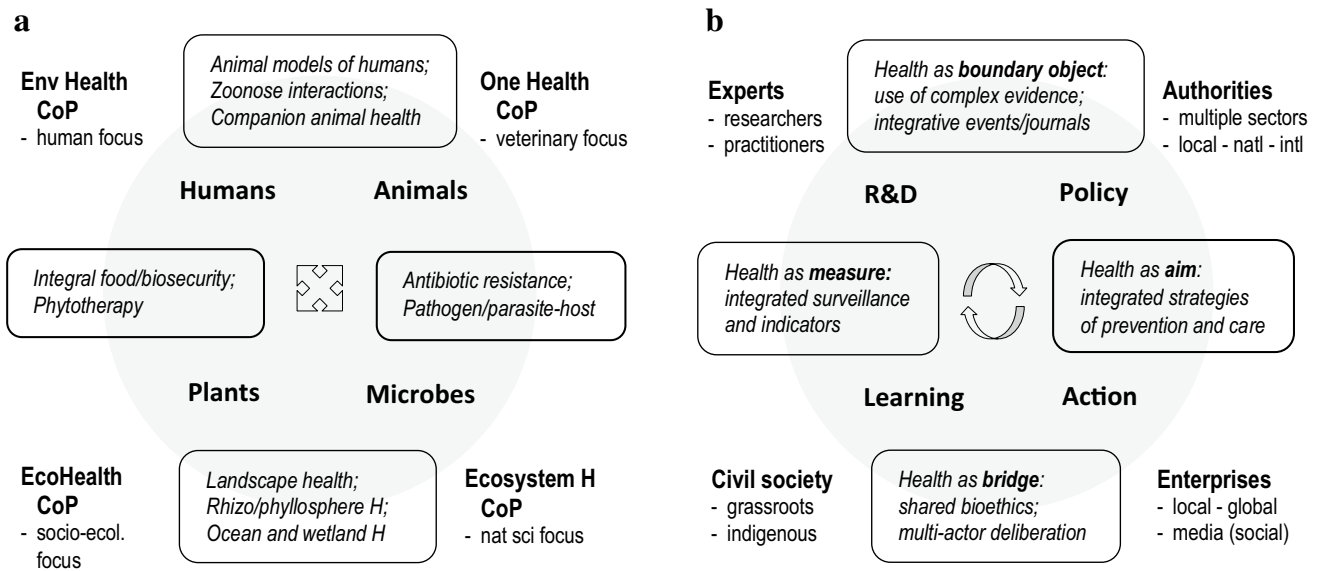 a
Env Health
CoP
- human focus
Animal models of humans;
Zoonose interactions;
Companion animal health
One Health
CoP
- veterinary focus
Humans
Animals
Integral food/biosecurity;
Phytotherapy
Antibiotic resistance;
Pathogen/parasite-host
Plants
Microbes
EcoHealth
CoP
- socio-ecol.
focus
Landscape health;
Rhizo/phyllosphere H;
Ocean and wetland H
Ecosystem H
CoP
- nat sci focus
b
Experts
- researchers
- practitioners
Health as boundary object:
use of complex evidence;
integrative events/journals
Authorities
- multiple sectors
- local - natl - intl
R&D
Policy
Health as measure:
integrated surveillance
and indicators
Health as aim:
integrated strategies
of prevention and care
Learning
Action
Civil society
- grassroots
- indigenous
Health as bridge:
shared bioethics;
multi-actor deliberation
Enterprises
- local - global
- media (social)